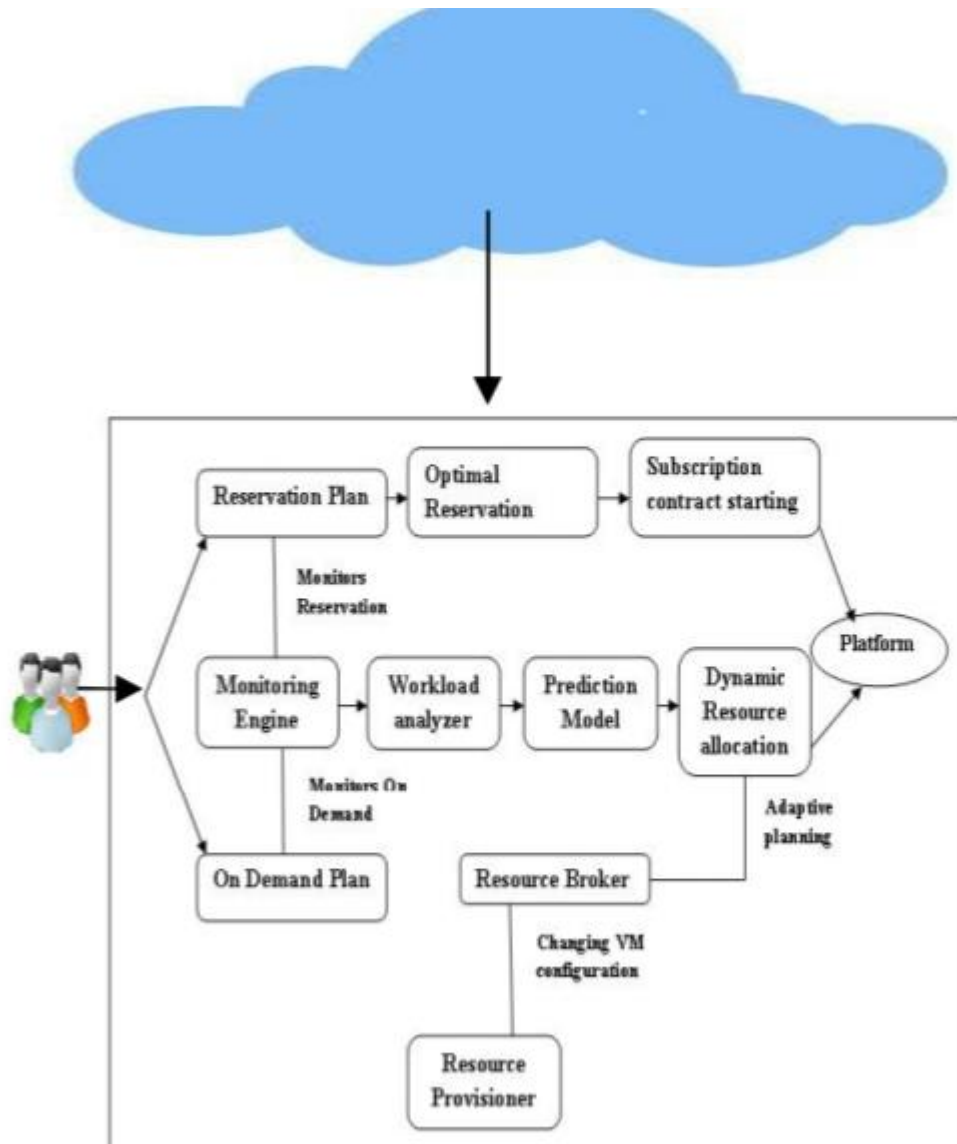 Reservation Plan
Optimal
Reservation
Subscription
contract starting
Monitors
Reservation
Platform
Monitoring
Engine
Workload
analyzer
Prediction
Model
Dynamic
Resource
allocation
Monitors On
Demand
Adaptive
planning
On Demand Plan
Resource Broker
Changing VM
configuration
Resource
Provisioner